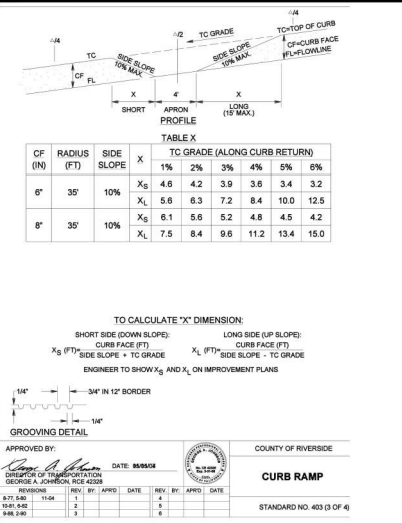 △/4
△/4
TC GRADE
TC=TOP OF CURB
△/2
CF=CURB FACE
FL=FLOWLINE
TC
SIDE SLOPE
10% MAX.
SIDE SLOPE
10% MAX.
CF
FL
X
4'
X
SHORT
APRON
LONG
(15' MAX.)
PROFILE
TABLE X
CF (IN) RADIUS (FT) SIDE SLOPE X TC GRADE (ALONG CURB RETURN)
1% 2% 3% 4% 5% 6%
6" 35' 10% XS 4.6 4.2 3.9 3.6 3.4 3.2
XL 5.6 6.3 7.2 8.4 10.0 12.5
8" 35' 10% XS 6.1 5.6 5.2 4.8 4.5 4.2
XL 7.5 8.4 9.6 11.2 13.4 15.0
TO CALCULATE "X" DIMENSION:
SHORT SIDE (DOWN SLOPE):
XS (FT)= CURB FACE (FT)
SIDE SLOPE + TC GRADE
LONG SIDE (UP SLOPE):
XL (FT)= CURB FACE (FT)
SIDE SLOPE - TC GRADE
ENGINEER TO SHOW XS AND XL ON IMPROVEMENT PLANS
1/4"
3/4" IN 12" BORDER
1/4"
GROOVING DETAIL
APPROVED BY:
DATE:
DIRECTOR OF TRANSPORTATION
GEORGE A. JOHNSON, RCE 42328
COUNTY OF RIVERSIDE
CURB RAMP
STANDARD NO. 403 (3 OF 4)
REVISIONS REV. BY: APR'D DATE REV. BY: APR'D DATE
8-77, 5-80 11-04 1 4
10-81, 6-82 2 5
9-88, 2-90 3 6